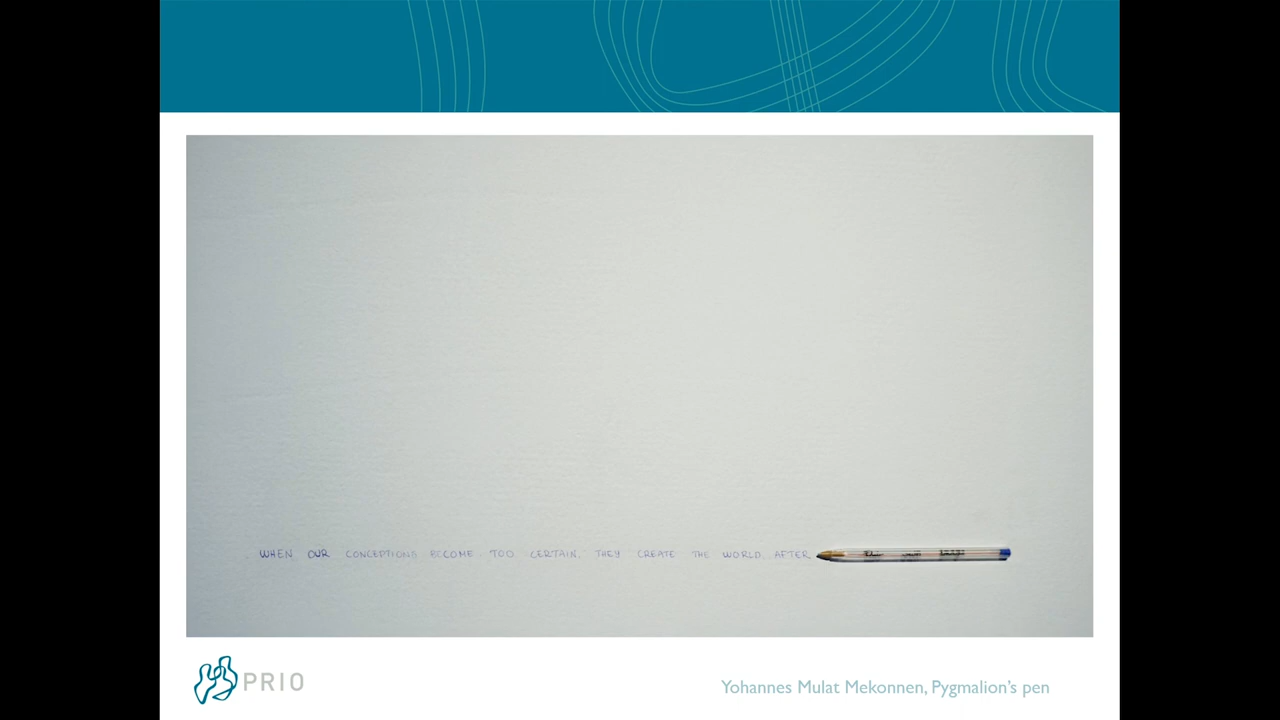 WHEN OUR CONCEPTIONS BECOME TOO CERTAIN, THEY CREATE THE WORLD AFTER
PRIO
Yohannes Mulat Mekonnen, Pygmalion's pen